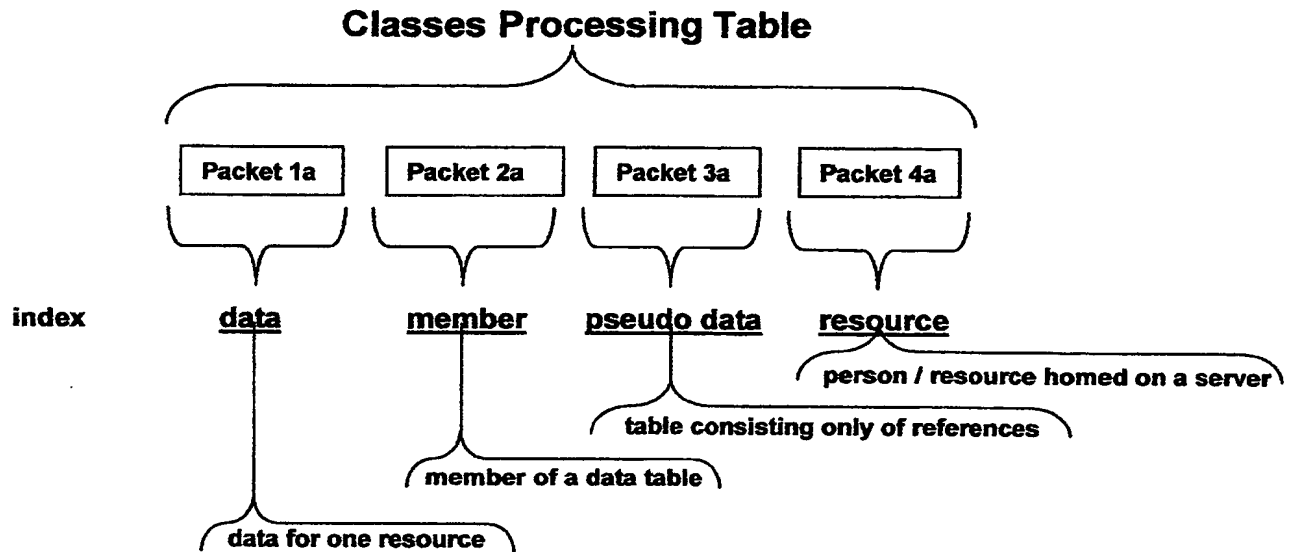 Classes Processing Table
Packet 1a Packet 2a Packet 3a Packet 4a
index data member pseudo data resource
person / resource homed on a server
table consisting only of references
member of a data table
data for one resource